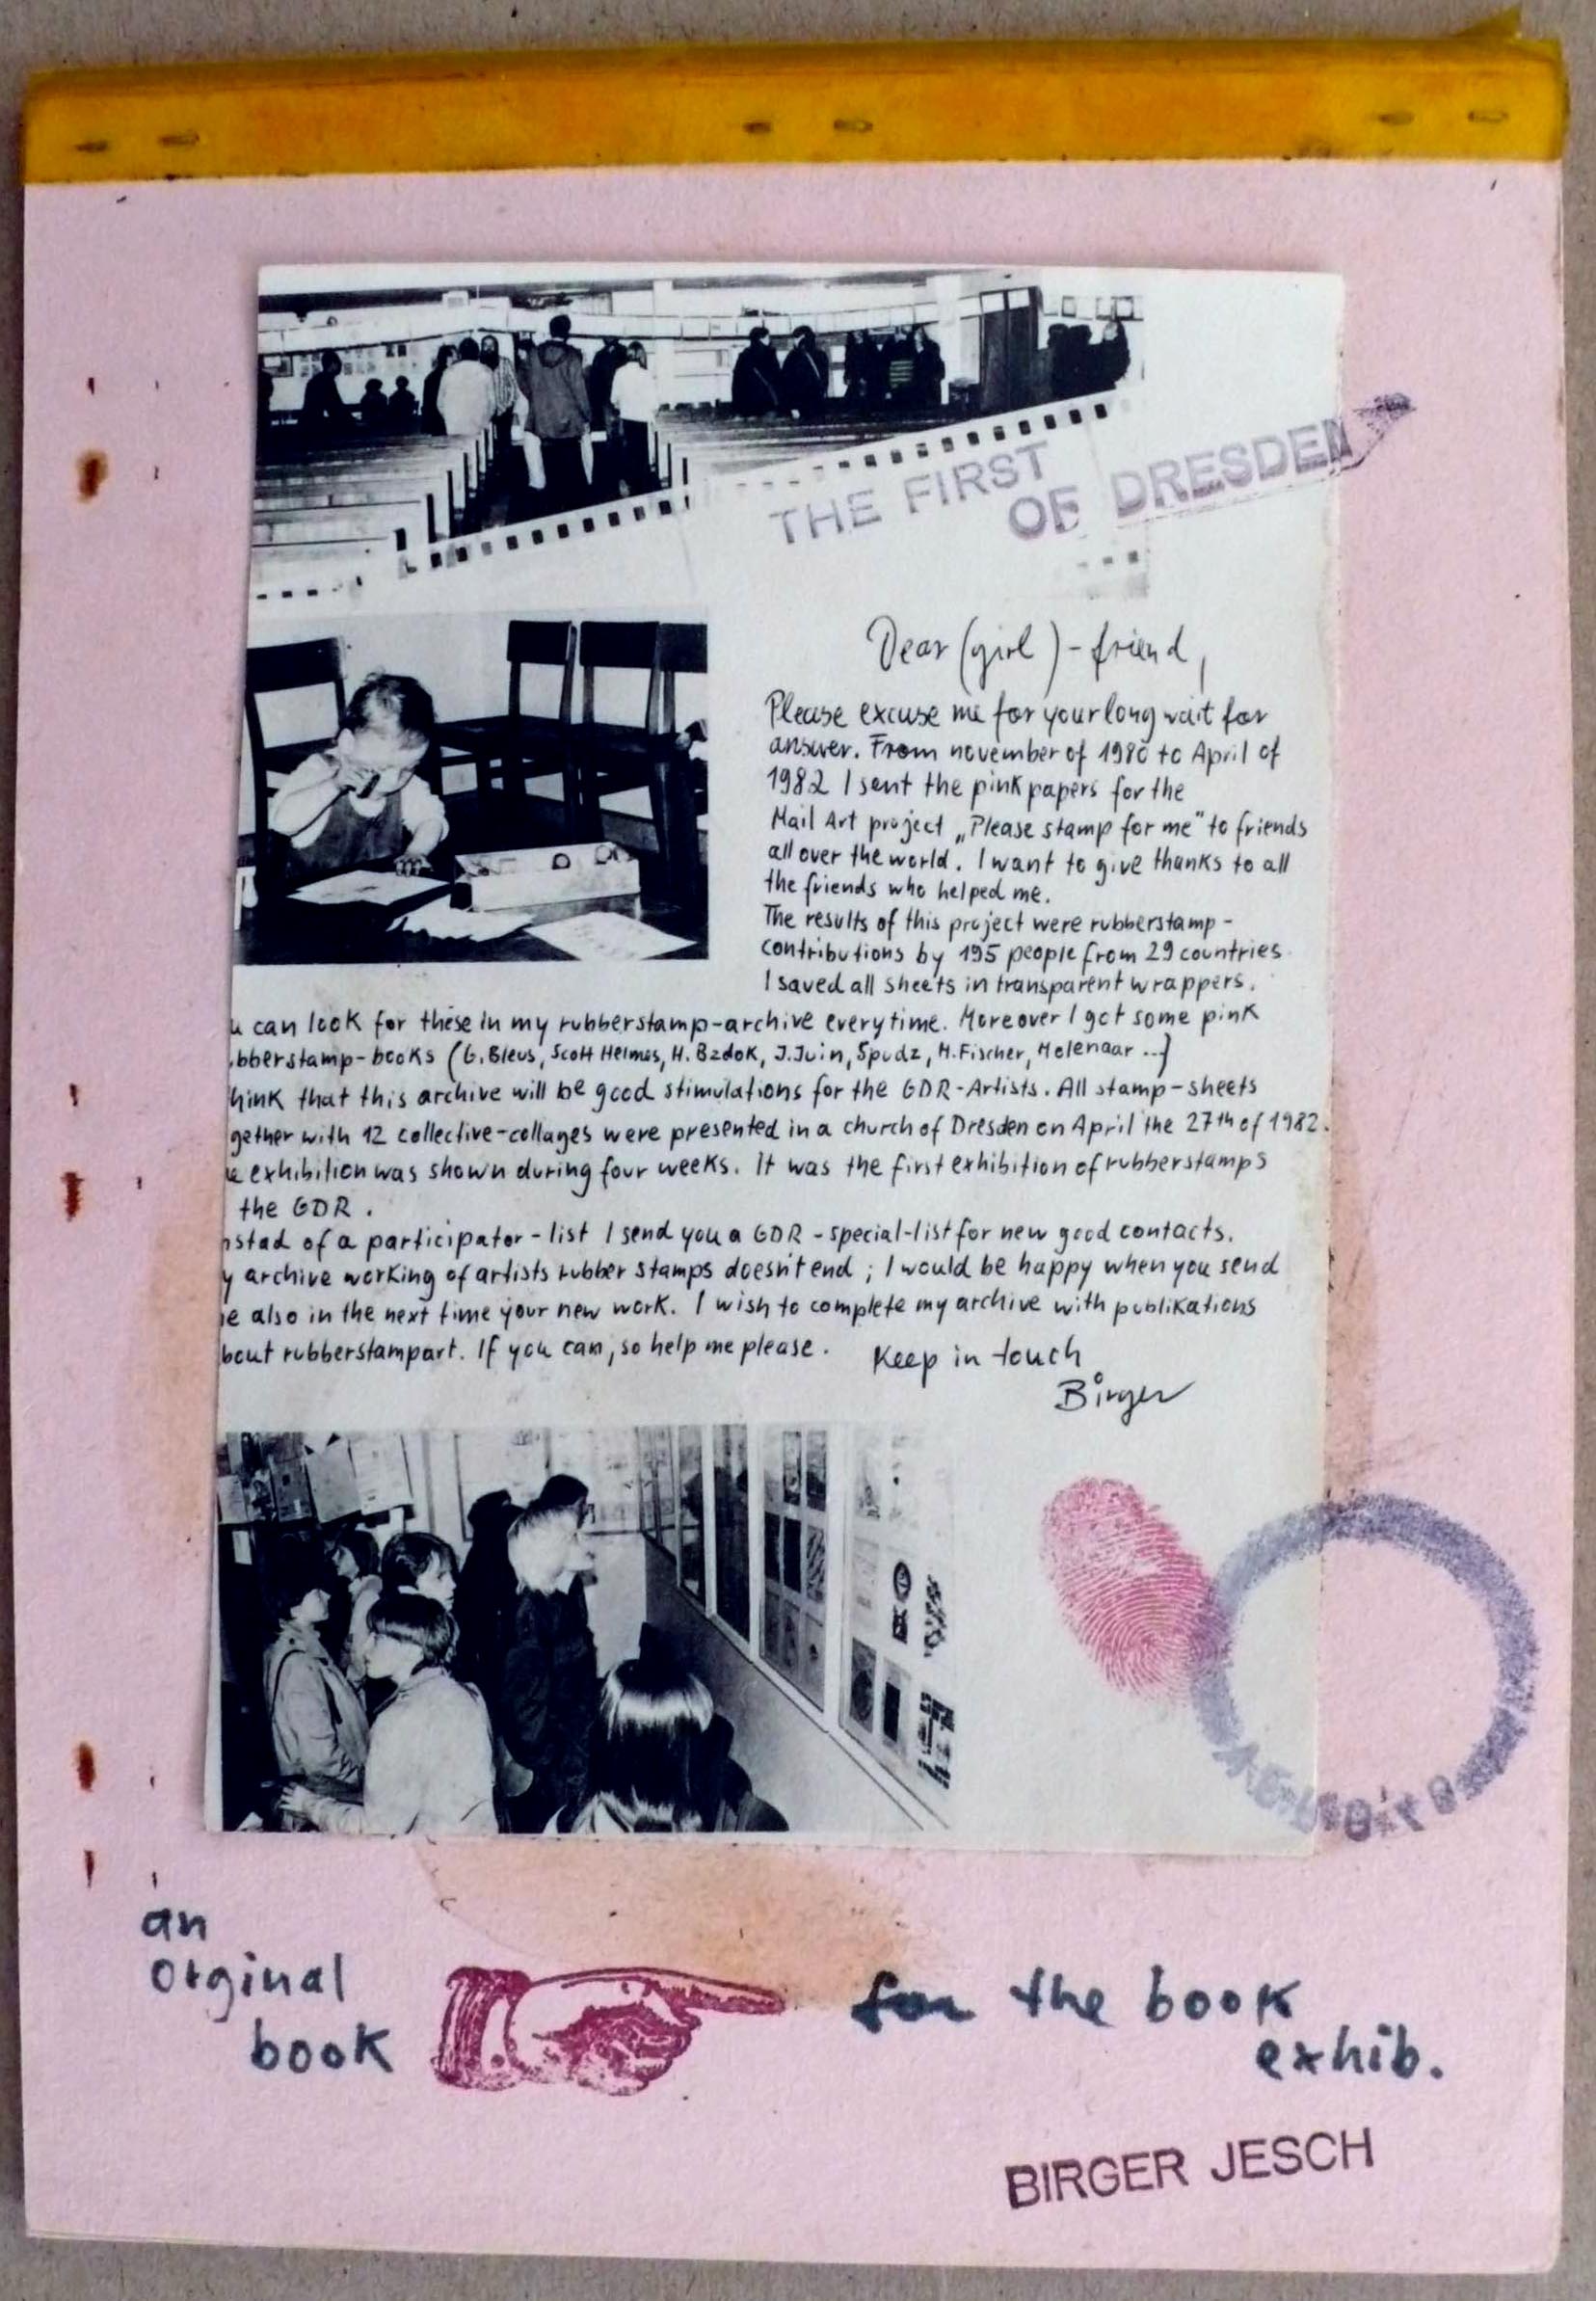 THE FIRST
OF DRESDEN
Dear (girl)-friend,
Please excuse me for your long wait for
answer. From november of 1980 to April of
1982 I sent the pink papers for the
Mail Art project „Please stamp for me" to friends
all over the world. I want to give thanks to all
the friends who helped me.
The results of this project were rubberstamp-
contributions by 195 people from 29 countries.
I saved all sheets in transparent wrappers.
u can look for these in my rubberstamp-archive everytime. Moreover I got some pink
bberstamp-books (G.Bleus, Scott Helmes, H. Bzdok, J.Juin, Spudz, H.Fischer, Molenaar ...)
hink that this archive will be good stimulations for the GDR-Artists. All stamp-sheets
gether with 12 collective-collages were presented in a church of Dresden on April the 27th of 1982.
e exhibition was shown during four weeks. It was the first exhibition of rubberstamps
the GDR.
nstad of a participator-list I send you a GDR-special-list for new good contacts.
y archive working of artists rubber stamps doesn't end; I would be happy when you send
e also in the next time your new work. I wish to complete my archive with publikations
bout rubberstampart. If you can, so help me please.
Keep in touch
Birger
an
orginal
book
for the book
exhib.
BIRGER JESCH